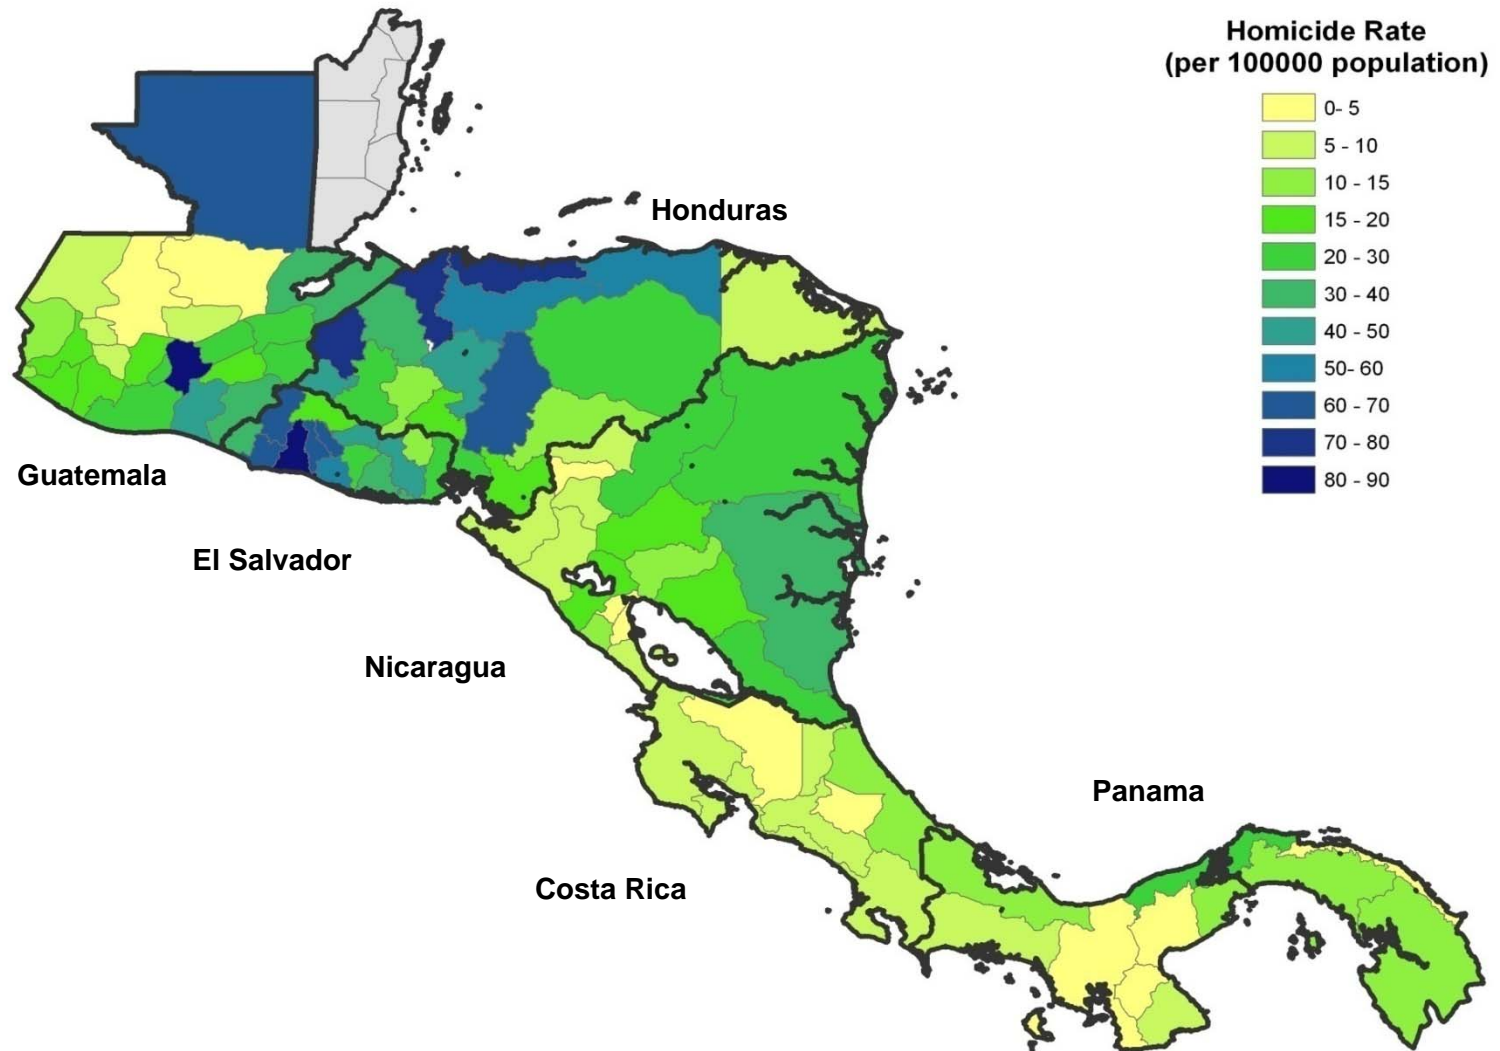 Homicide Rate
(per 100000 population)
0- 5
5 - 10
10 - 15
15 - 20
20 - 30
30 - 40
40 - 50
50- 60
60 - 70
70 - 80
80 - 90
Honduras
Guatemala
El Salvador
Nicaragua
Panama
Costa Rica